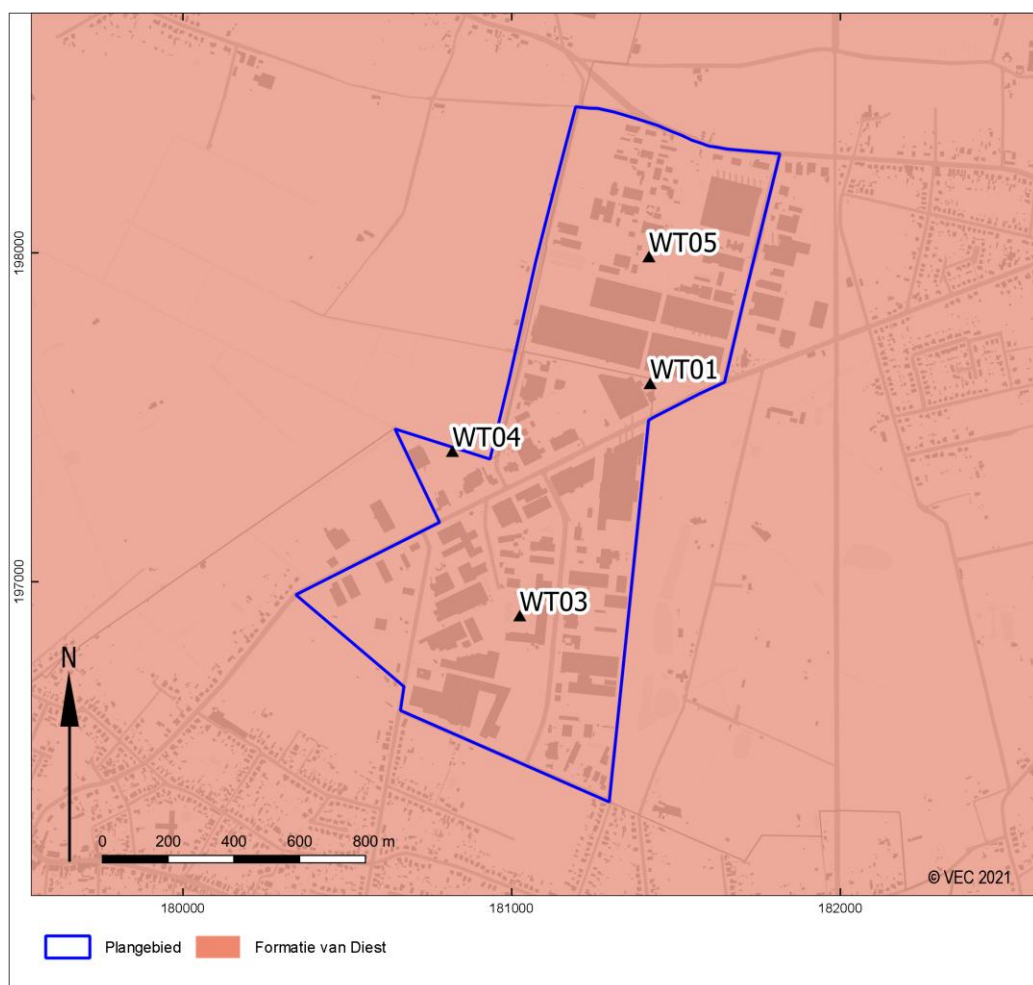 WT05
198000
WT01
WT04
197000
WT03
N
0 200 400 600 800 m
© VEC 2021
180000 181000 182000
Plangebied Formatie van Diest